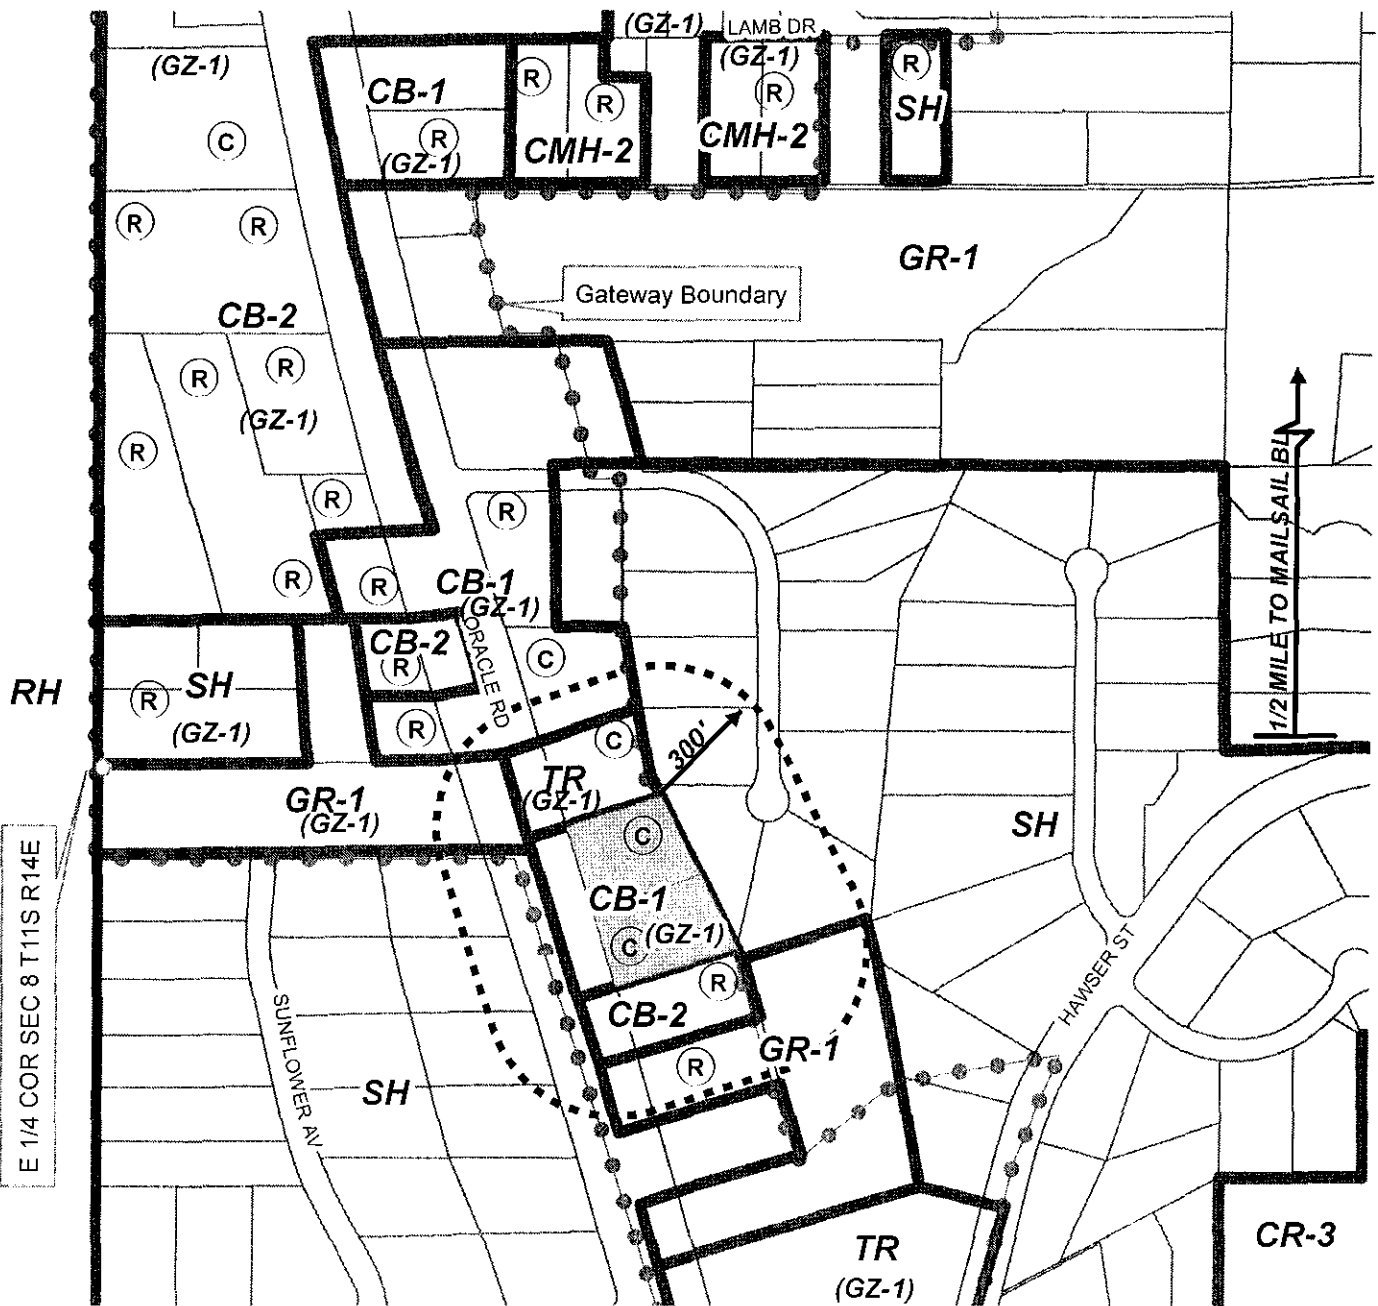 (GZ-1)
LAMB DR
(GZ-1)
(GZ-1)
R
R
R
R
CB-1
R
SH
C
R
(GZ-1)
CMH-2
CMH-2
R
R
GR-1
Gateway Boundary
CB-2
R
R
(GZ-1)
R
R
R
R
R
CB-1
(GZ-1)
CB-2
R
ORACLE RD
C
RH
SH
R
(GZ-1)
R
C
300'
1/2 MILE TO MAILSAIL BL
TR
(GZ-1)
GR-1
(GZ-1)
C
SH
CB-1
(GZ-1)
C
E 1/4 COR SEC 8 T11S R14E
R
CB-2
HAWSER ST
SUNFLOWER AV
GR-1
R
SH
TR
(GZ-1)
CR-3